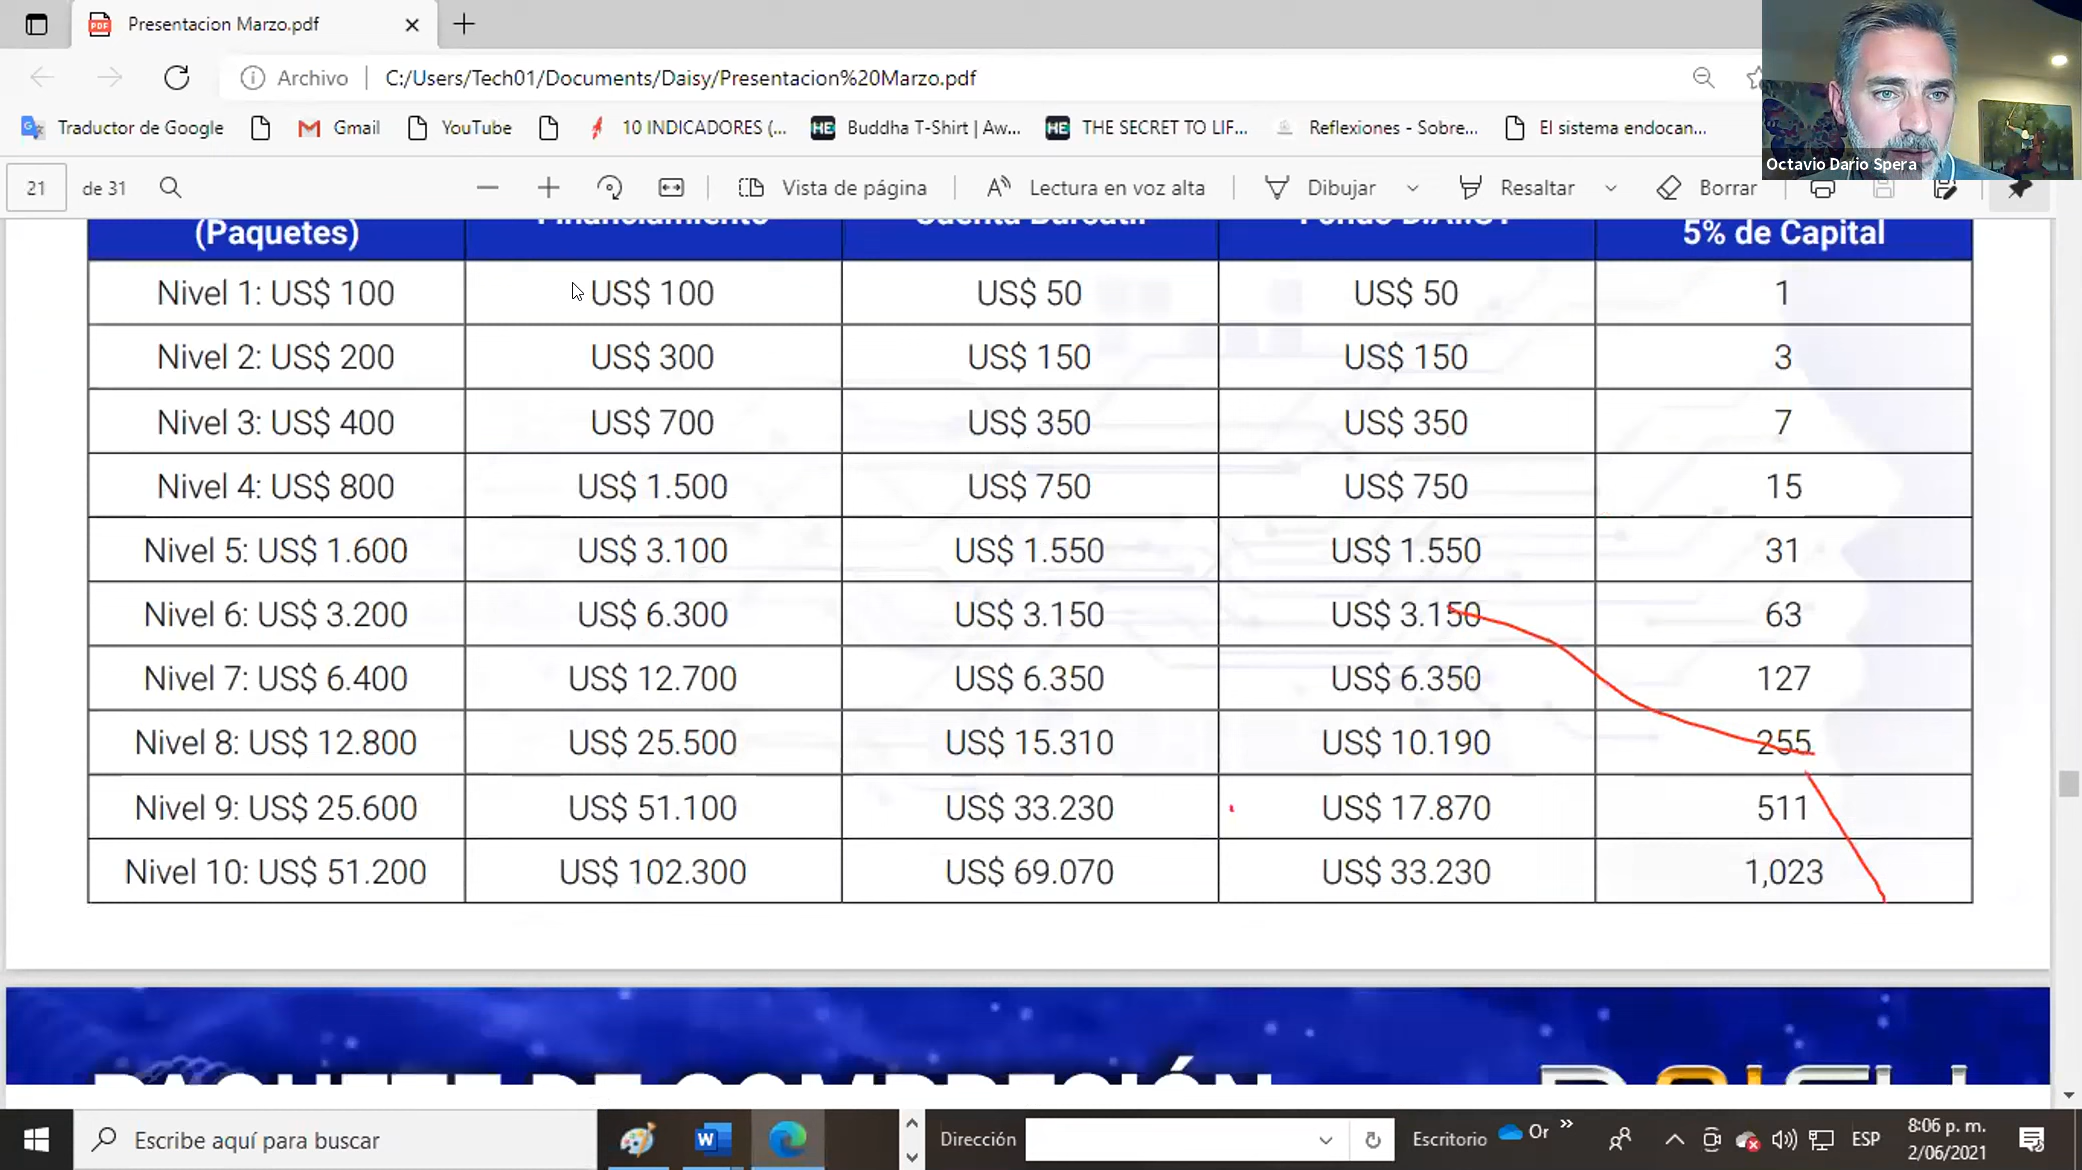 Presentacion Marzo.pdf
Archivo
C:/Users/Tech01/Documents/Daisy/Presentacion%20Marzo.pdf
Traductor de Google
Gmail
YouTube
10 INDICADORES (...
Buddha T-Shirt | Aw...
THE SECRET TO LIF...
Reflexiones - Sobre...
El sistema endocan...
Octavio Dario Spera
21 de 31
Vista de página
Lectura en voz alta
Dibujar
Resaltar
Borrar
(Paquetes) Financiamiento 5% de Capital
Nivel 1: US$ 100 US$ 100 US$ 50 US$ 50 1
Nivel 2: US$ 200 US$ 300 US$ 150 US$ 150 3
Nivel 3: US$ 400 US$ 700 US$ 350 US$ 350 7
Nivel 4: US$ 800 US$ 1.500 US$ 750 US$ 750 15
Nivel 5: US$ 1.600 US$ 3.100 US$ 1.550 US$ 1.550 31
Nivel 6: US$ 3.200 US$ 6.300 US$ 3.150 US$ 3.150 63
Nivel 7: US$ 6.400 US$ 12.700 US$ 6.350 US$ 6.350 127
Nivel 8: US$ 12.800 US$ 25.500 US$ 15.310 US$ 10.190 255
Nivel 9: US$ 25.600 US$ 51.100 US$ 33.230 US$ 17.870 511
Nivel 10: US$ 51.200 US$ 102.300 US$ 69.070 US$ 33.230 1,023
PAQUETE DE COMPRESIÓN
Escribe aquí para buscar
Dirección
Escritorio
Or
ESP
8:06 p. m.
2/06/2021